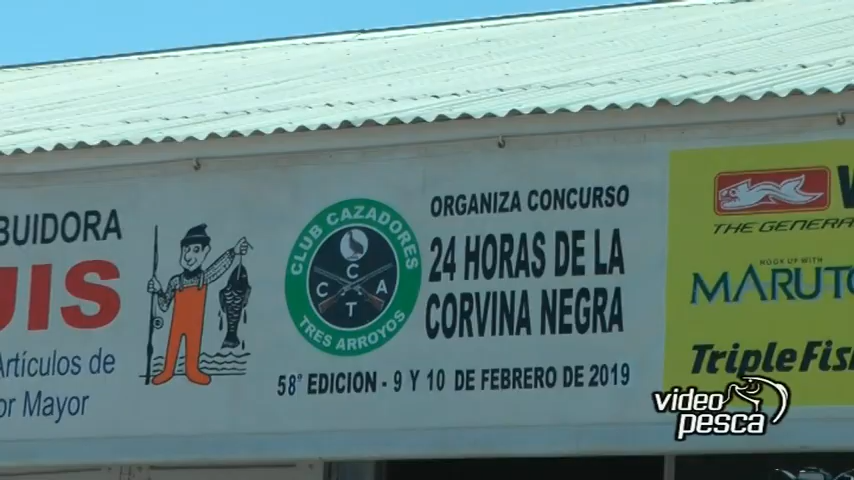 BUIDORA
UIS
Artículos de
or Mayor
CLUB CAZADORES
C
C A
T
TRES ARROYOS
ORGANIZA CONCURSO
24 HORAS DE LA
CORVINA NEGRA
58° EDICION - 9 Y 10 DE FEBRERO DE 2019
THE GENERA
HOOK UP WITH
MARUTO
TripleFis
video
pesca